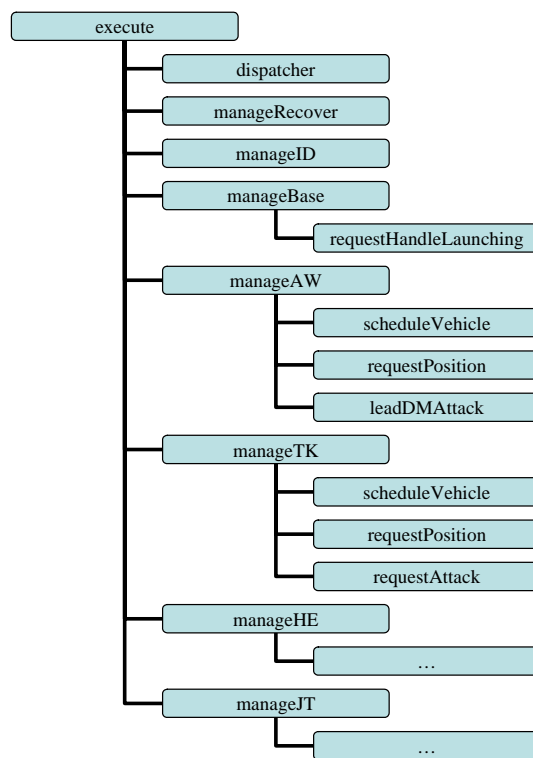 execute
dispatcher
manageRecover
manageID
manageBase
requestHandleLaunching
manageAW
scheduleVehicle
requestPosition
leadDMAttack
manageTK
scheduleVehicle
requestPosition
requestAttack
manageHE
…
manageJT
…